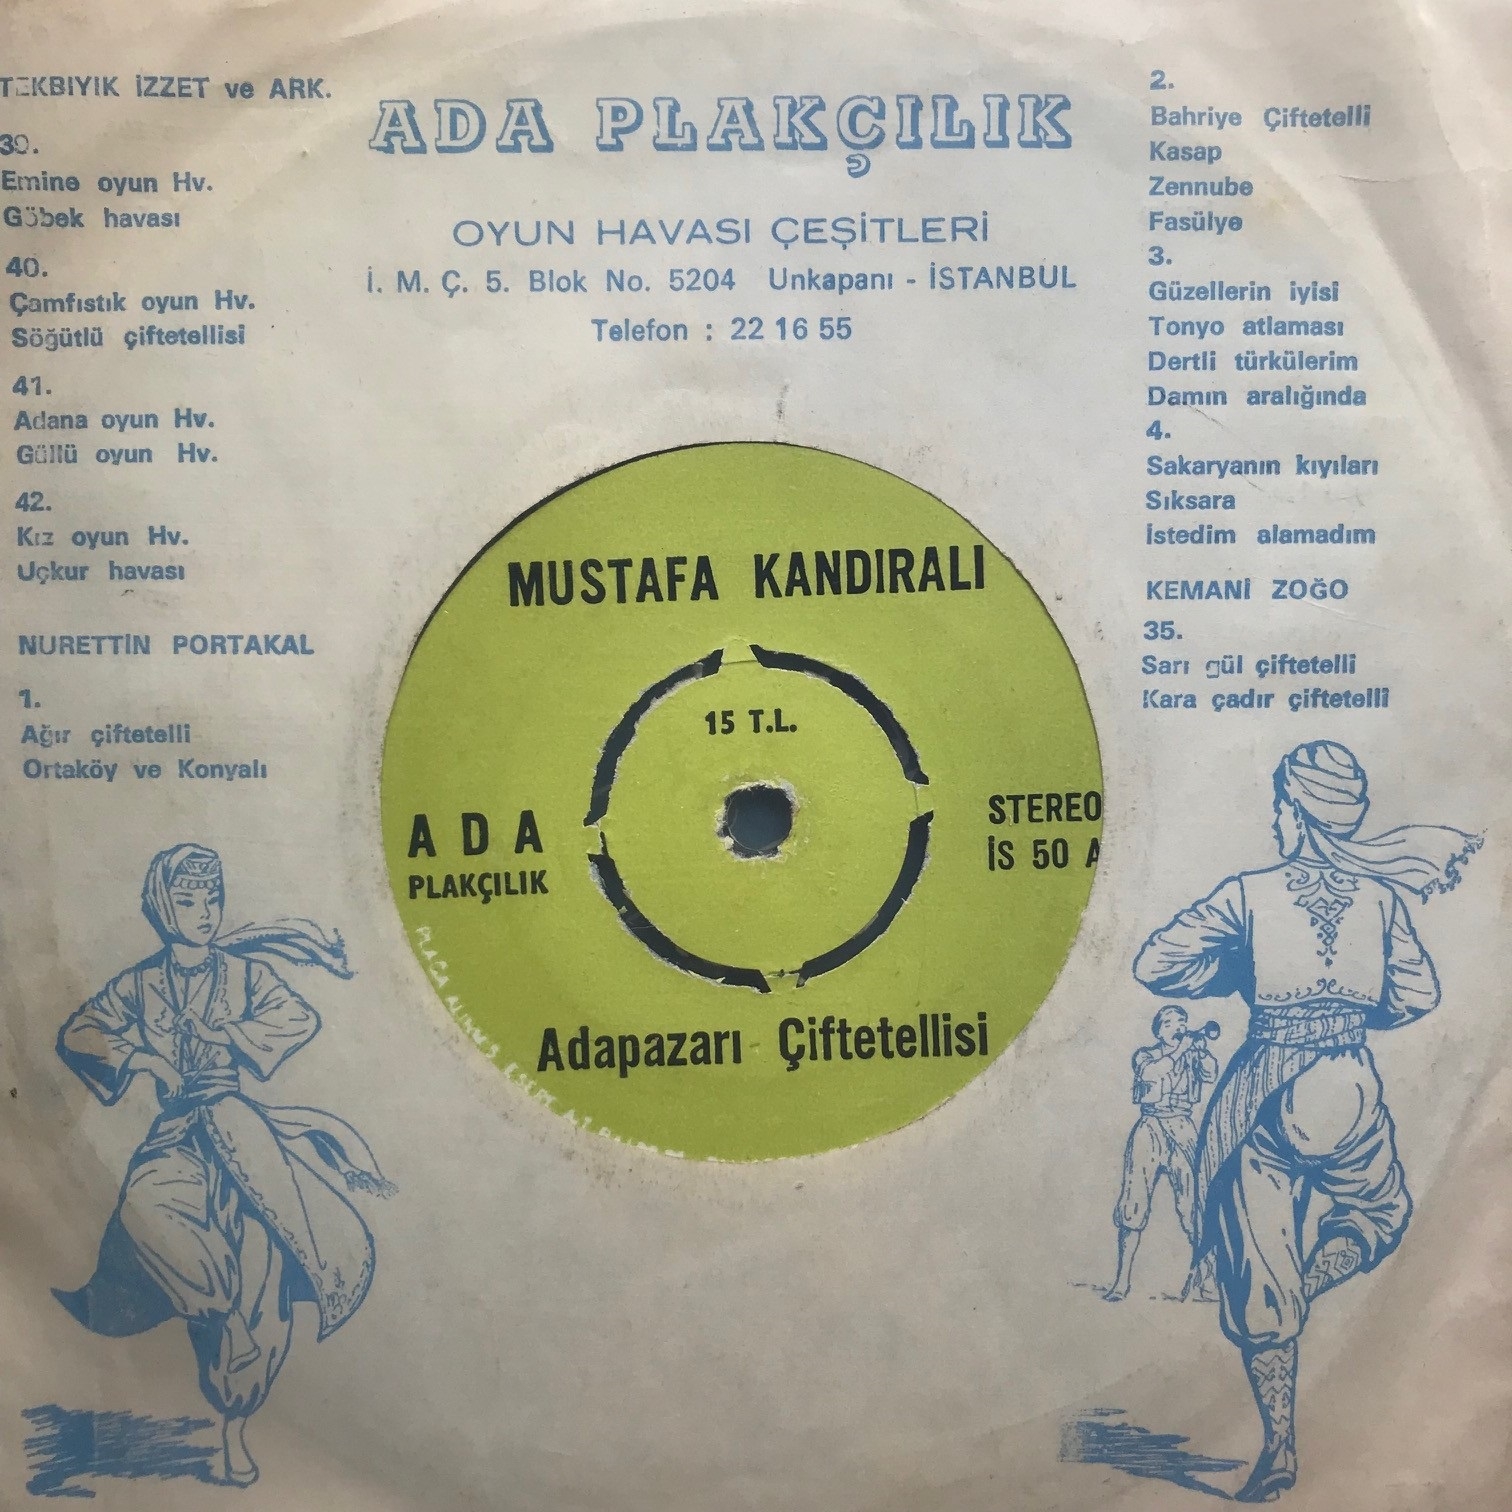 TEKBIYIK İZZET ve ARK.
39.
Emine oyun Hv.
Göbek havası
40.
Çamfıstık oyun Hv.
Söğütlü çiftetellisi
41.
Adana oyun Hv.
Güllü oyun Hv.
42.
Kız oyun Hv.
Uçkur havası
NURETTİN PORTAKAL
1.
Ağır çiftetelli
Ortaköy ve Konyalı
ADA PLAKÇILIK
OYUN HAVASI ÇEŞİTLERİ
İ. M. Ç. 5. Blok No. 5204 Unkapanı - İSTANBUL
Telefon : 22 16 55
2.
Bahriye Çiftetelli
Kasap
Zennube
Fasülye
3.
Güzellerin iyisi
Tonyo atlaması
Dertli türkülerim
Damın aralığında
4.
Sakaryanın kıyıları
Sıksara
İstedim alamadım
KEMANİ ZOĞO
35.
Sarı gül çiftetelli
Kara çadır çiftetelli
MUSTAFA KANDIRALI
15 T.L.
ADA
PLAKÇILIK
STEREO
İS 50 A
Adapazarı Çiftetellisi